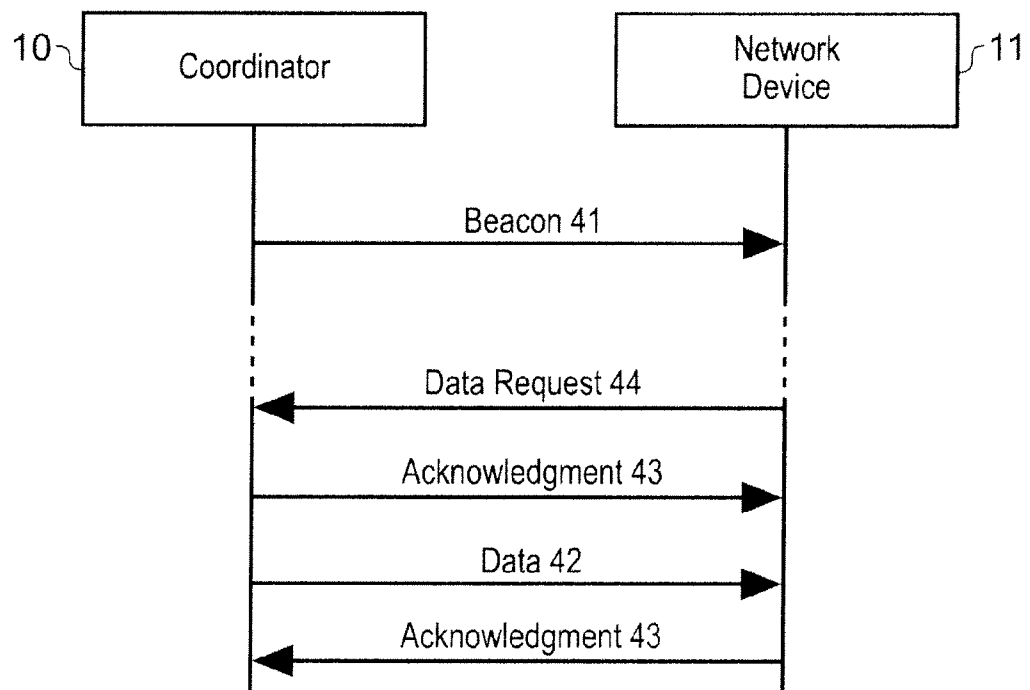 10
Coordinator
Network
Device
11
Beacon 41
Data Request 44
Acknowledgment 43
Data 42
Acknowledgment 43